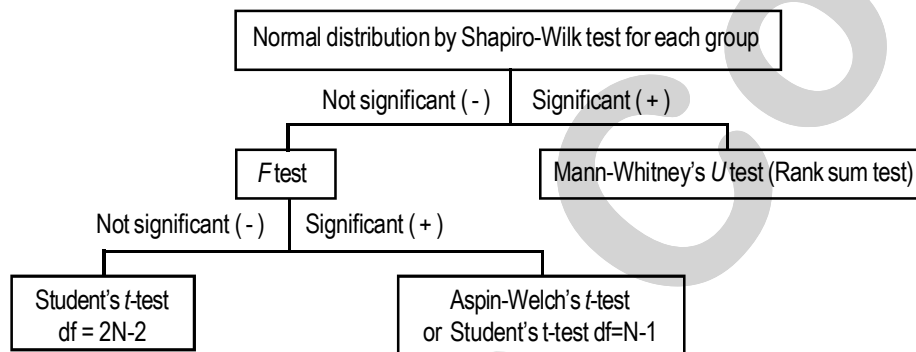 Normal distribution by Shapiro-Wilk test for each group
Not significant ( - )
Significant ( + )
F test
Mann-Whitney's U test (Rank sum test)
Not significant ( - )
Significant ( + )
Student's t-test
df = 2N-2
Aspin-Welch's t-test
or Student's t-test df=N-1
Co